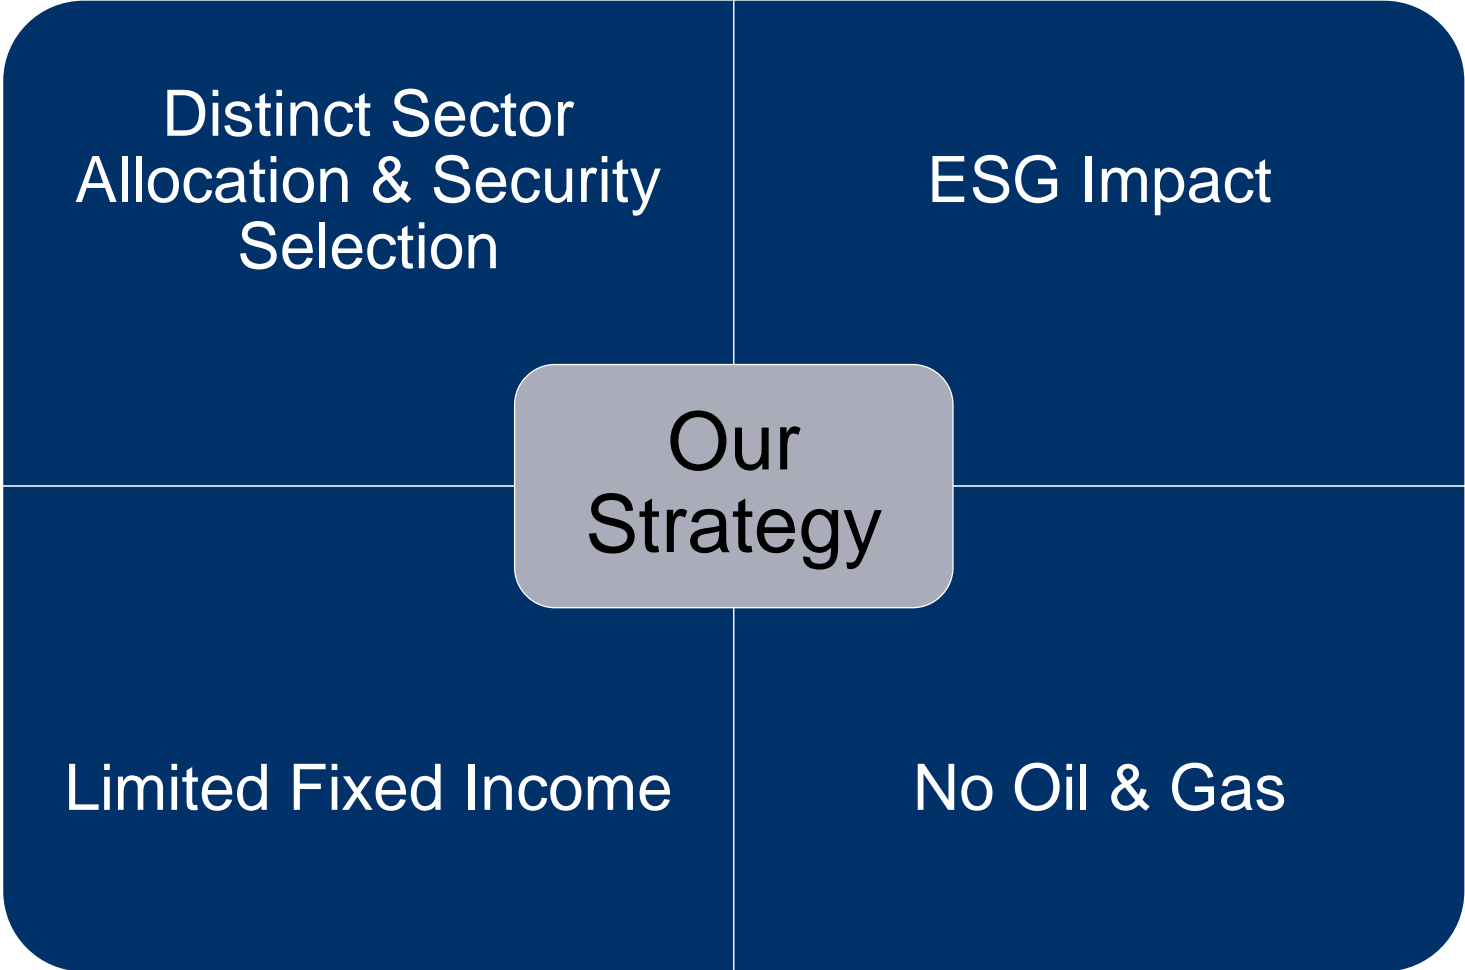 Distinct Sector
Allocation & Security
Selection
ESG Impact
Our
Strategy
Limited Fixed Income
No Oil & Gas